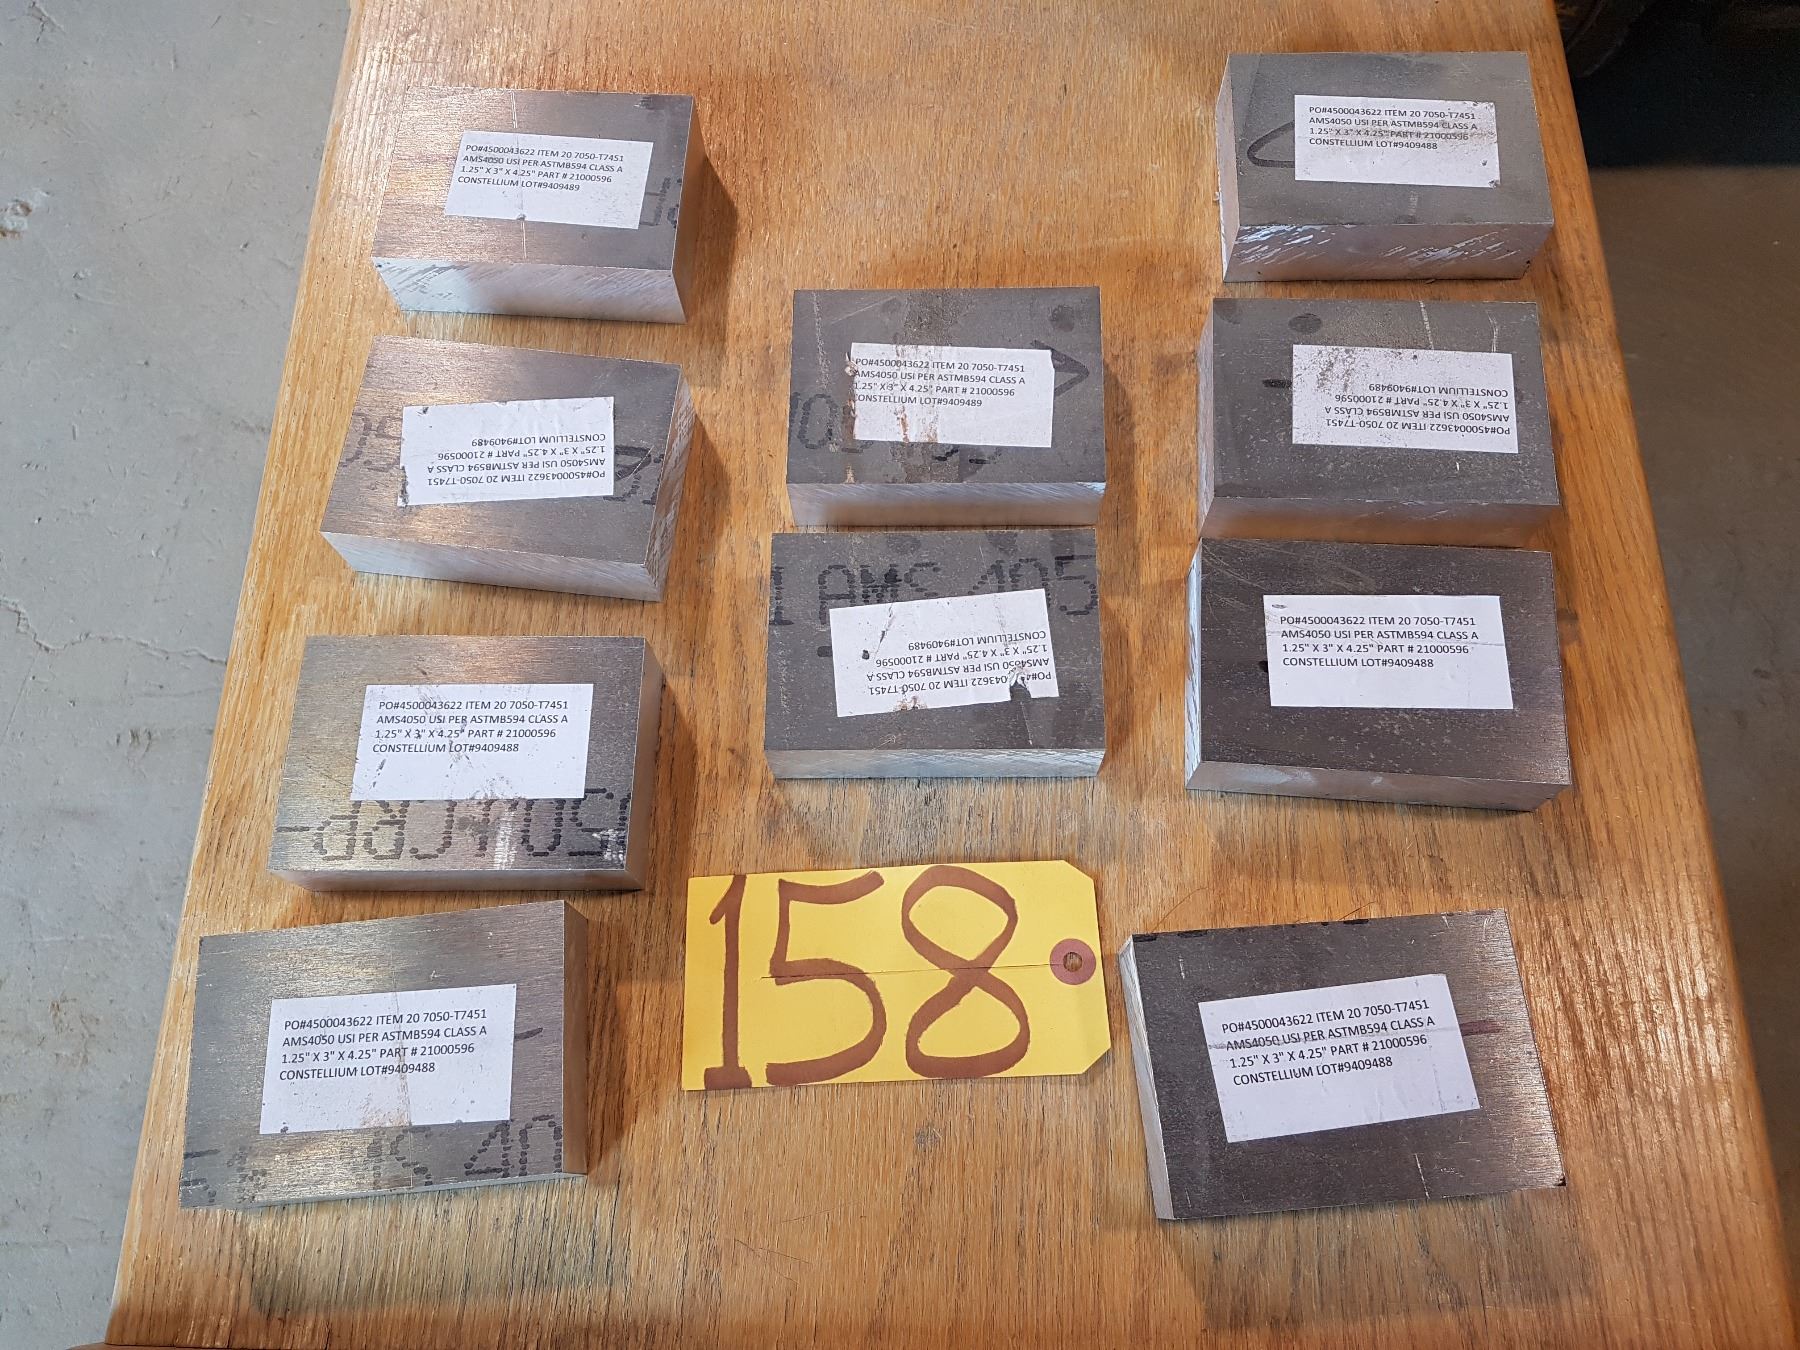 PO#4500043622 ITEM 20 7050-T7451
AMS4050 USI PER ASTMB594 CLASS A
1.25" X 3" X 4.25" PART # 21000596
CONSTELLIUM LOT#9409489
PO#4500043622 ITEM 20 7050-T7451
AMS4050 USI PER ASTMB594 CLASS A
1.25" X 3" X 4.25" PART # 21000596
CONSTELLIUM LOT#9409488
PO#4500043622 ITEM 20 7050-T7451
AMS4050 USI PER ASTMB594 CLASS A
1.25" X 3" X 4.25" PART # 21000596
CONSTELLIUM LOT#9409489
PO#4500043622 ITEM 20 7050-T7451
AMS4050 USI PER ASTMB594 CLASS A
1.25" X 3" X 4.25" PART # 21000596
CONSTELLIUM LOT#9409489
PO#4500043622 ITEM 20 7050-T7451
AMS4050 USI PER ASTMB594 CLASS A
1.25" X 3" X 4.25" PART # 21000596
CONSTELLIUM LOT#9409489
AMS 405
PO#4 043622 ITEM 20 7050-T7451
AMS4050 USI PER ASTMB594 CLASS A
1.25" X 3" X 4.25" PART # 21000596
CONSTELLIUM LOT#9409489
PO#4500043622 ITEM 20 7050-T7451
AMS4050 USI PER ASTMB594 CLASS A
1.25" X 3" X 4.25" PART # 21000596
CONSTELLIUM LOT#9409488
PO#4500043622 ITEM 20 7050-T7451
AMS4050 USI PER ASTMB594 CLASS A
1.25" X 3" X 4.25" PART # 21000596
CONSTELLIUM LOT#9409488
158
PO#4500043622 ITEM 20 7050-T7451
AMS4050 USI PER ASTMB594 CLASS A
1.25" X 3" X 4.25" PART # 21000596
CONSTELLIUM LOT#9409488
PO#4500043622 ITEM 20 7050-T7451
AMS4050 USI PER ASTMB594 CLASS A
1.25" X 3" X 4.25" PART # 21000596
CONSTELLIUM LOT#9409488